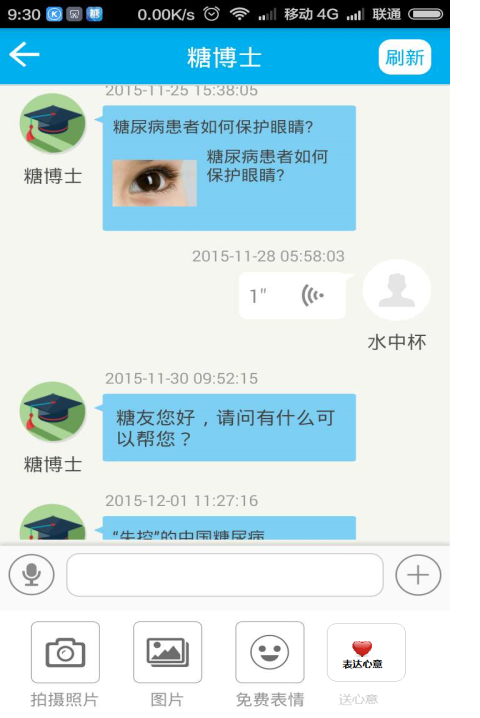 9:30 K 糖 0.00K/s 移动 4G 联通
糖博士
刷新
2015-11-25 15:38:05
糖尿病患者如何保护眼睛?
糖尿病患者如何
保护眼睛?
糖博士
2015-11-28 05:58:03
1"
水中杯
2015-11-30 09:52:15
糖友您好，请问有什么可
以帮您？
糖博士
2015-12-01 11:27:16
"失控"的中国糖尿病
表达心意
拍摄照片 图片 免费表情 送心意